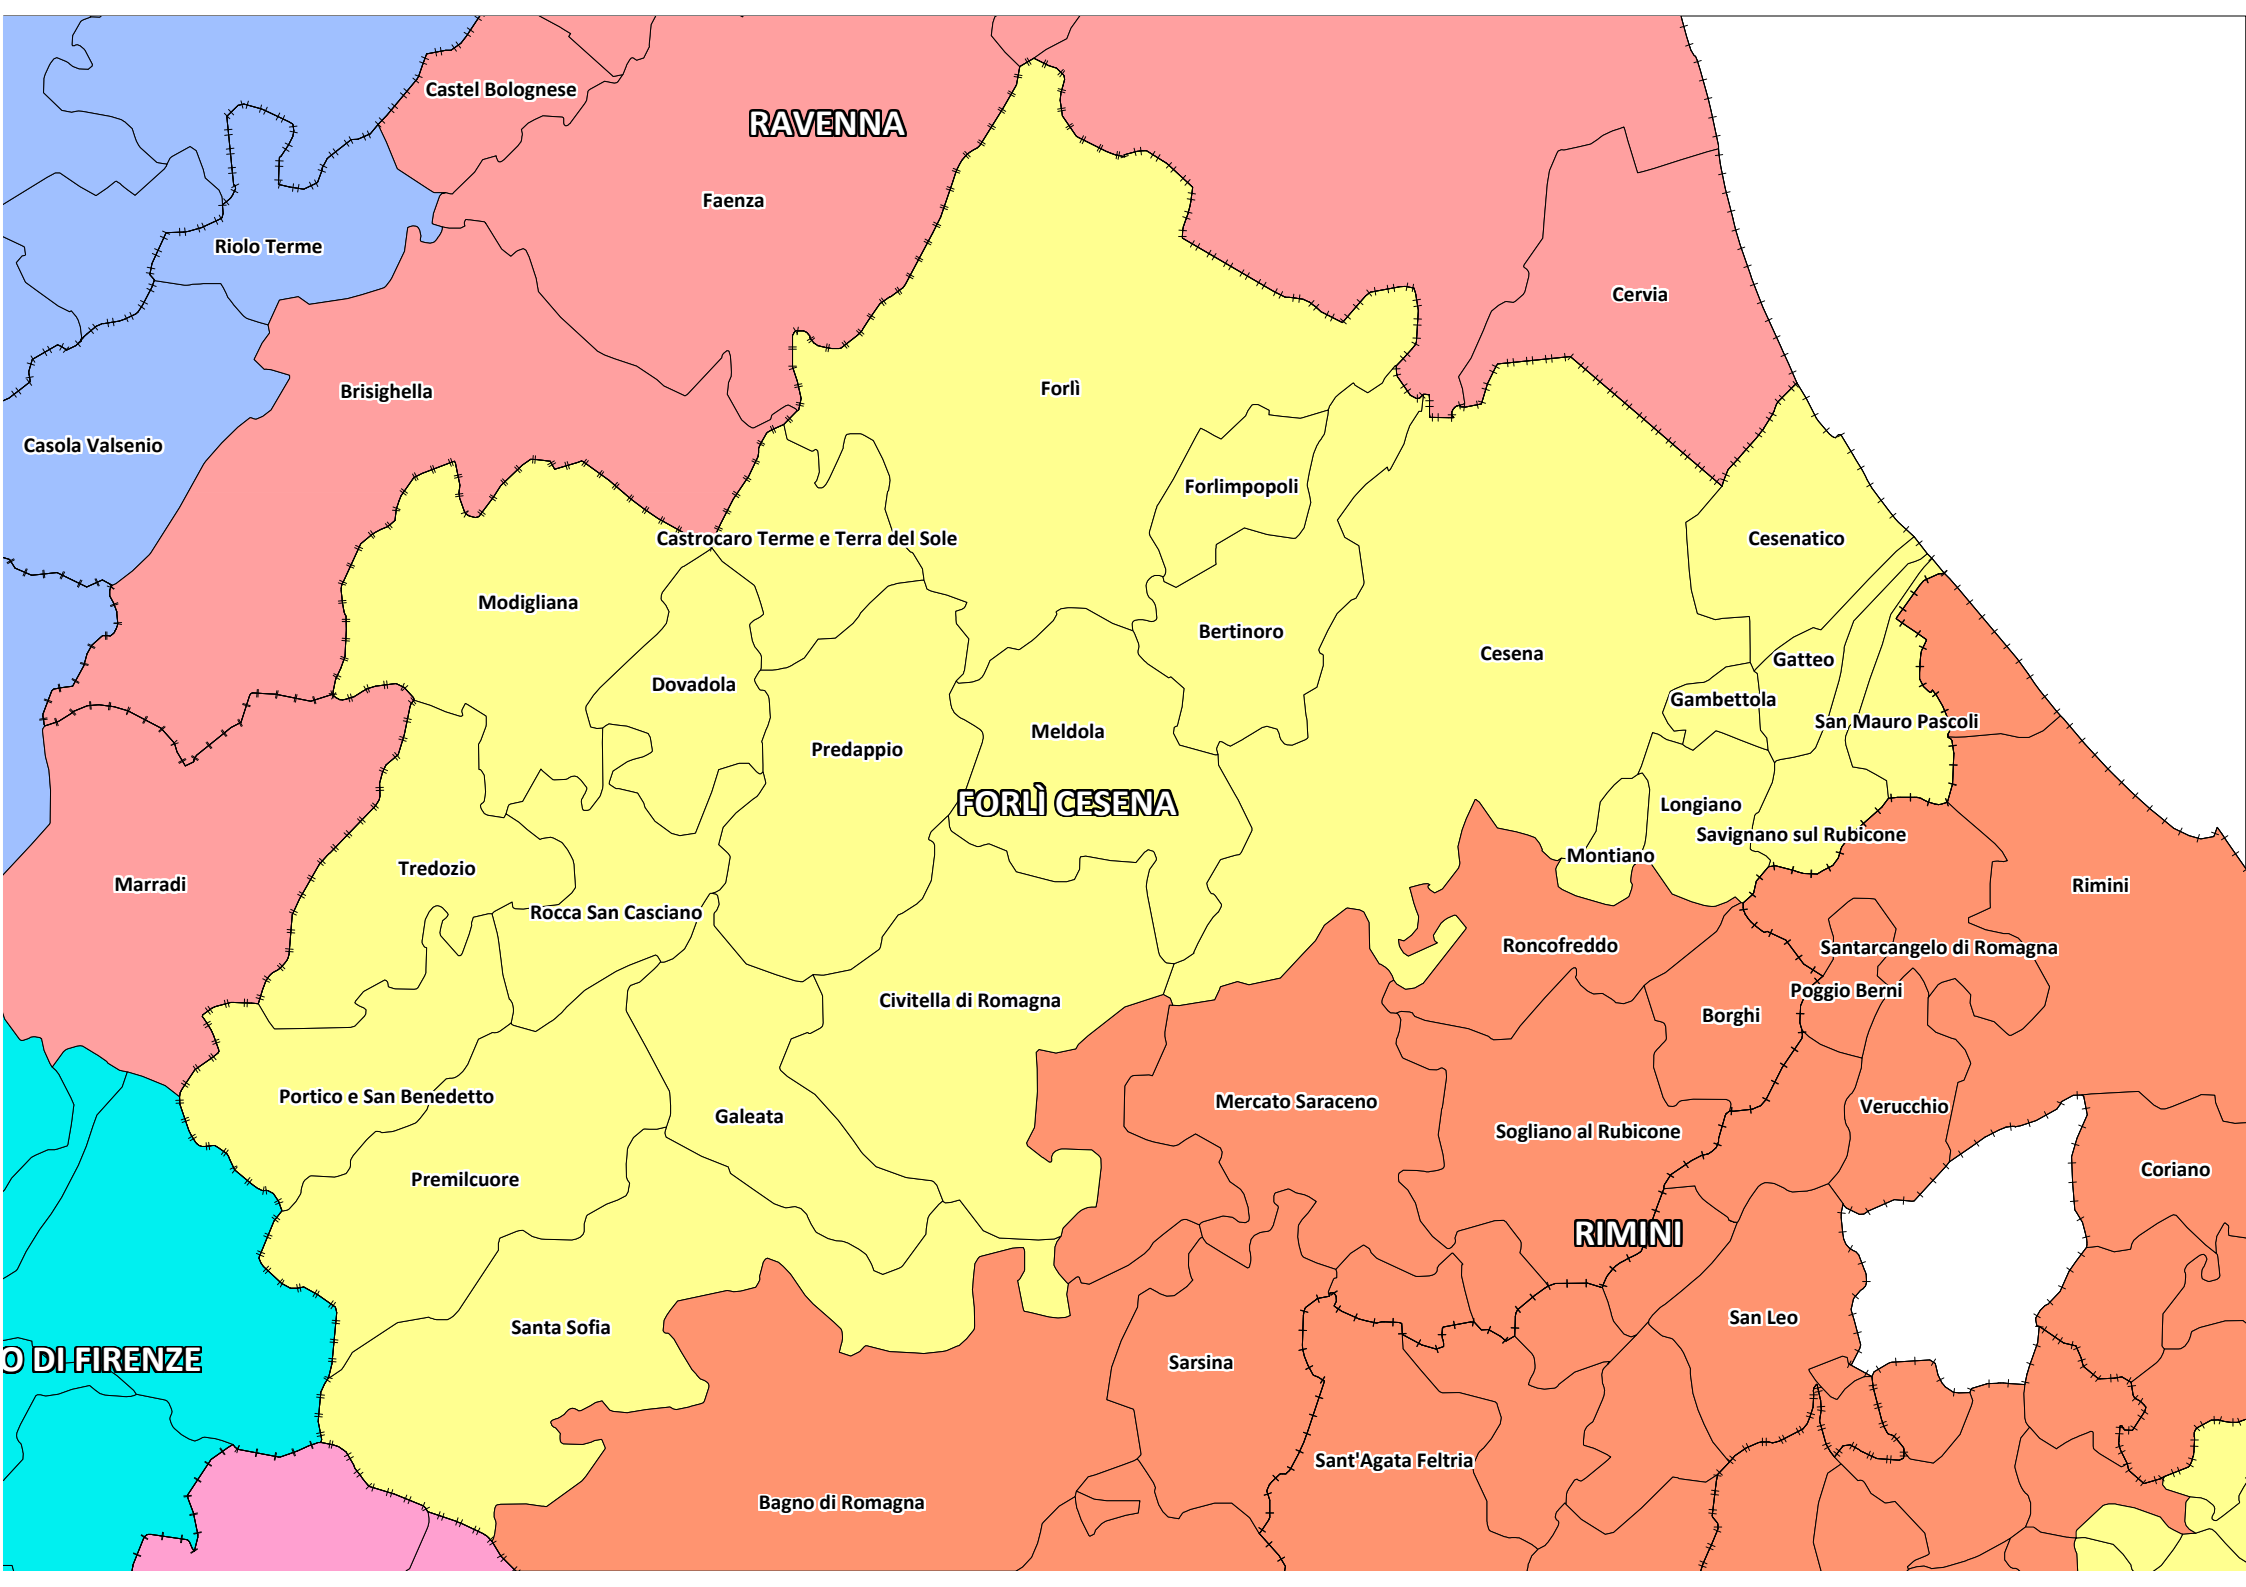 Castel Bolognese
RAVENNA
Faenza
Riolo Terme
Cervia
Brisighella
Forlì
Casola Valsenio
Forlimpopoli
Castrocaro Terme e Terra del Sole
Cesenatico
Modigliana
Bertinoro
Cesena
Gatteo
Dovadola
Gambettola
San Mauro Pascoli
Meldola
Predappio
FORLÌ CESENA
Longiano
Savignano sul Rubicone
Montiano
Tredozio
Marradi
Rimini
Rocca San Casciano
Roncofreddo
Santarcangelo di Romagna
Poggio Berni
Civitella di Romagna
Borghi
Portico e San Benedetto
Mercato Saraceno
Verucchio
Galeata
Sogliano al Rubicone
Coriano
Premilcuore
RIMINI
San Leo
Santa Sofia
O DI FIRENZE
Sarsina
Sant'Agata Feltria
Bagno di Romagna